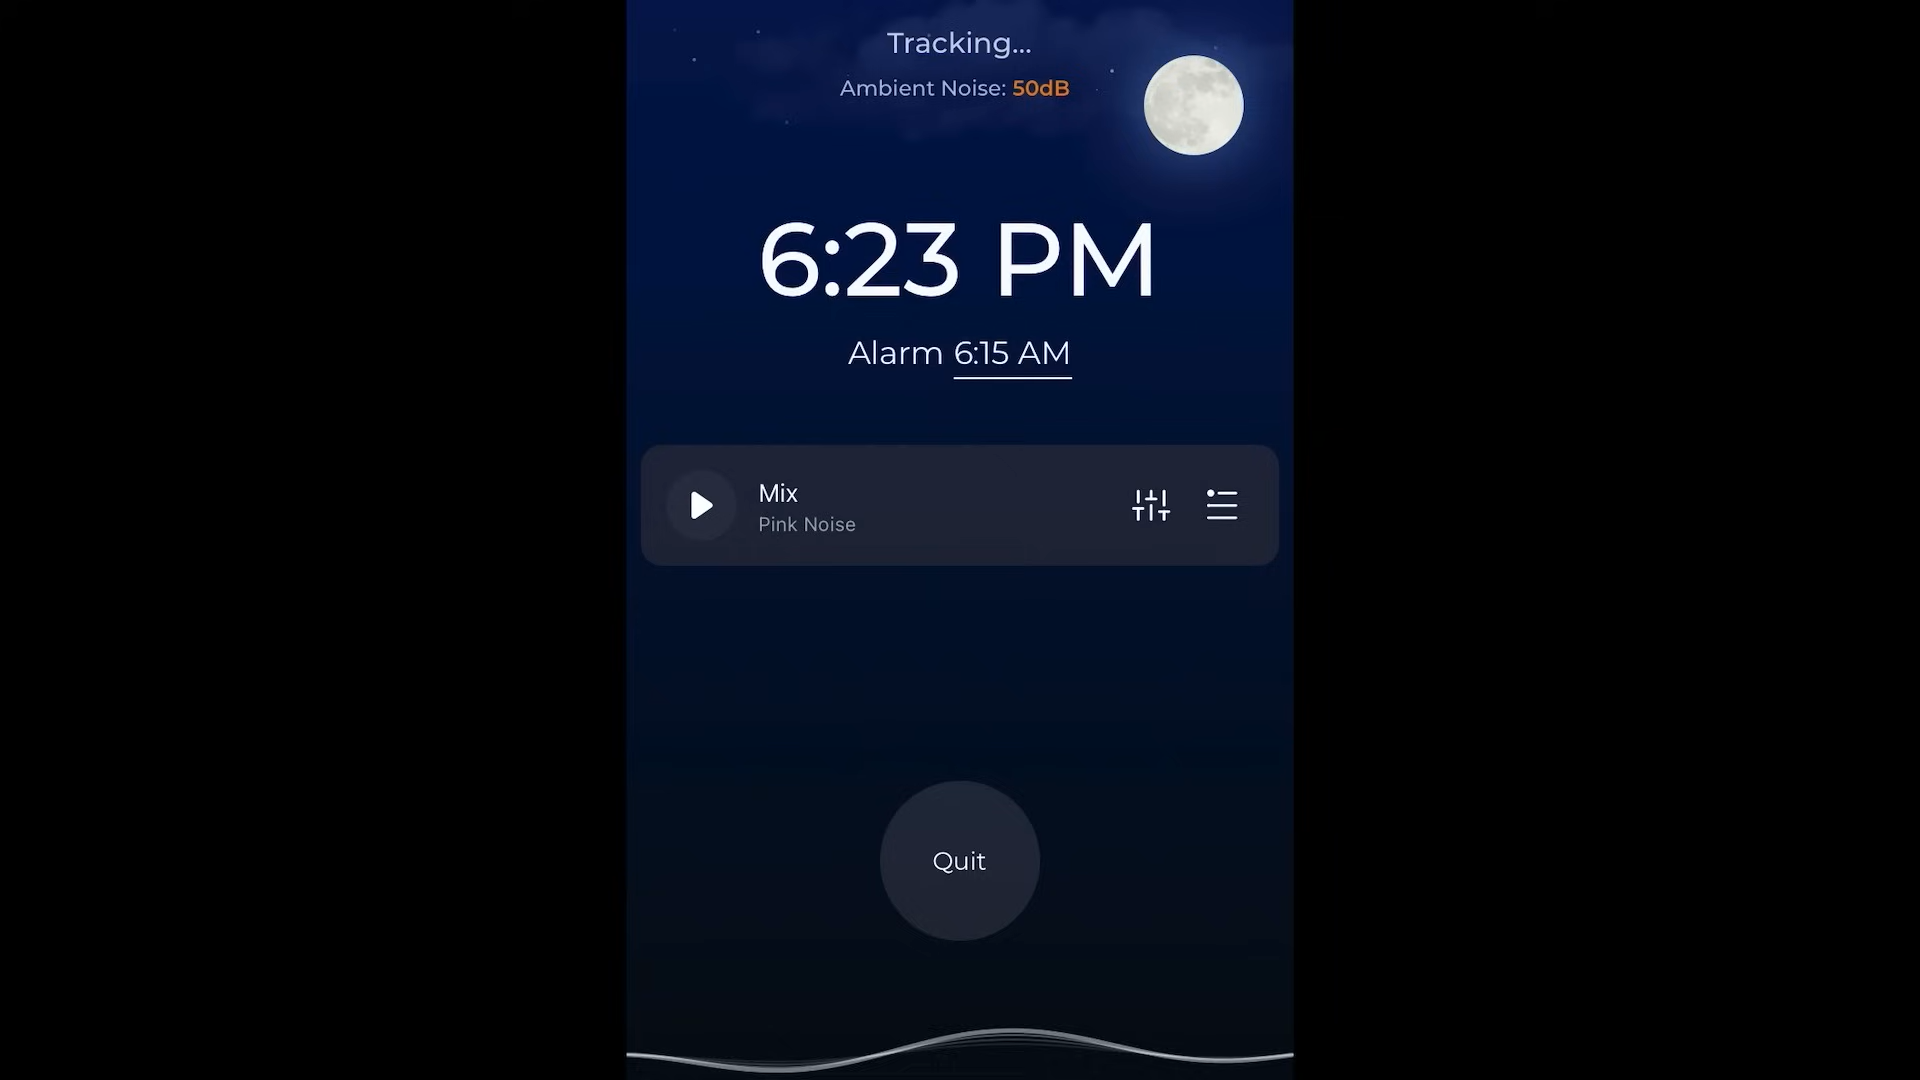 Tracking...
Ambient Noise: 50dB
6:23 PM
Alarm 6:15 AM
Mix
Pink Noise
Quit